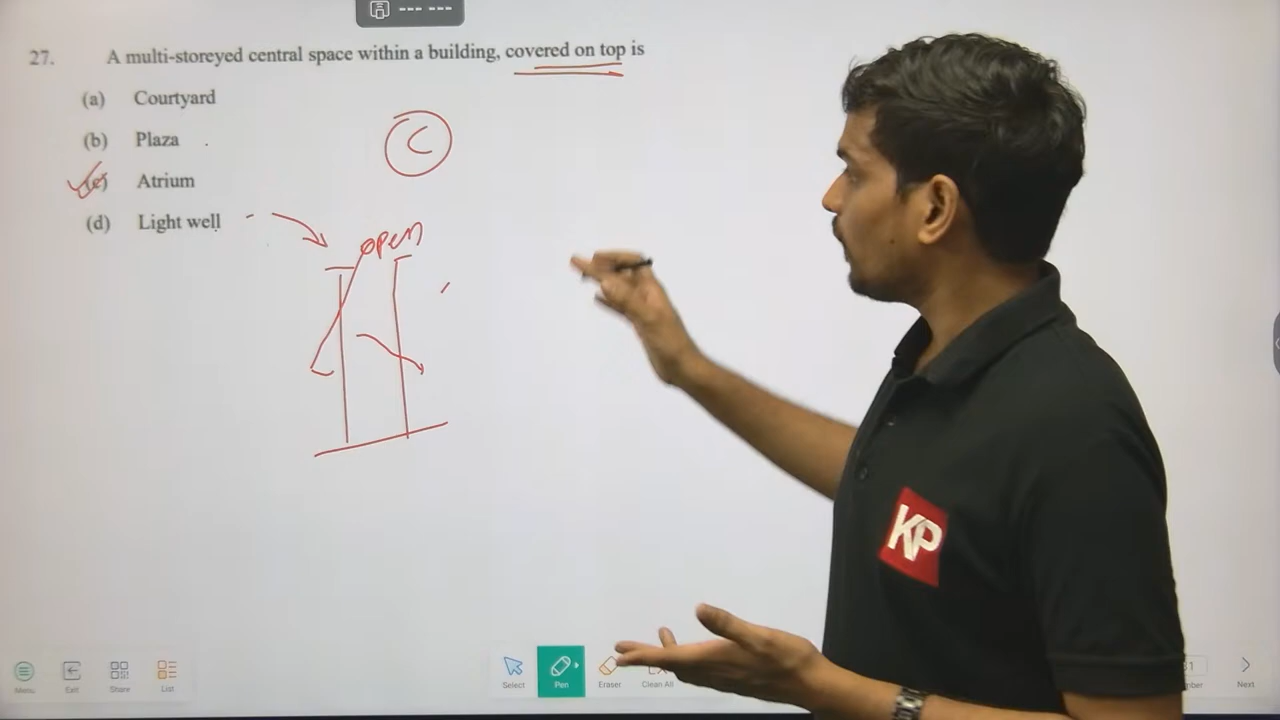 27. A multi-storeyed central space within a building, covered on top is
(a) Courtyard
(b) Plaza
(c) Atrium
(d) Light well
C
open
KP
Menu
Exit
Share
List
Select
Pen
Eraser
Clean All
1
Next